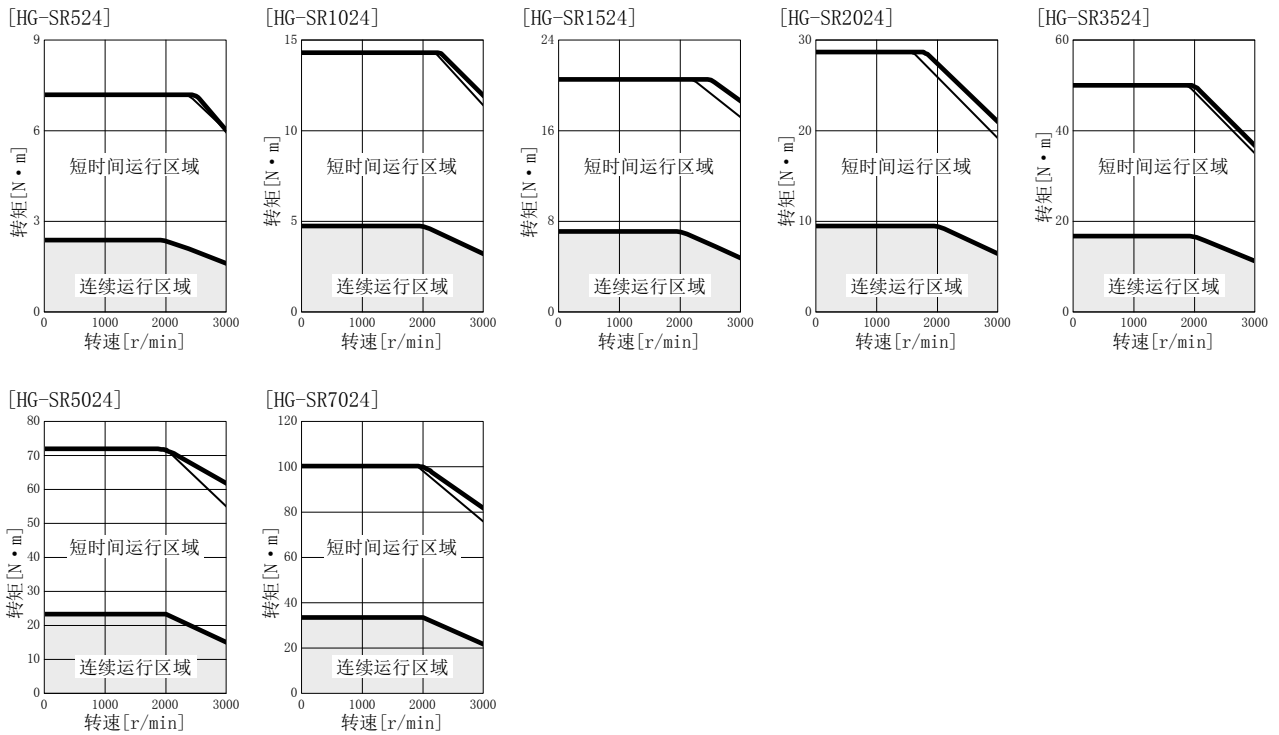 [HG-SR524]
9
6
3
0
转矩[N·m]
短时间运行区域
连续运行区域
0 1000 2000 3000
转速[r/min]
[HG-SR1024]
15
10
5
0
转矩[N·m]
短时间运行区域
连续运行区域
0 1000 2000 3000
转速[r/min]
[HG-SR1524]
24
16
8
0
转矩[N·m]
短时间运行区域
连续运行区域
0 1000 2000 3000
转速[r/min]
[HG-SR2024]
30
20
10
0
转矩[N·m]
短时间运行区域
连续运行区域
0 1000 2000 3000
转速[r/min]
[HG-SR3524]
60
40
20
0
转矩[N·m]
短时间运行区域
连续运行区域
0 1000 2000 3000
转速[r/min]
[HG-SR5024]
80
70
60
50
40
30
20
10
0
转矩[N·m]
短时间运行区域
连续运行区域
0 1000 2000 3000
转速[r/min]
[HG-SR7024]
120
100
80
60
40
20
0
转矩[N·m]
短时间运行区域
连续运行区域
0 1000 2000 3000
转速[r/min]